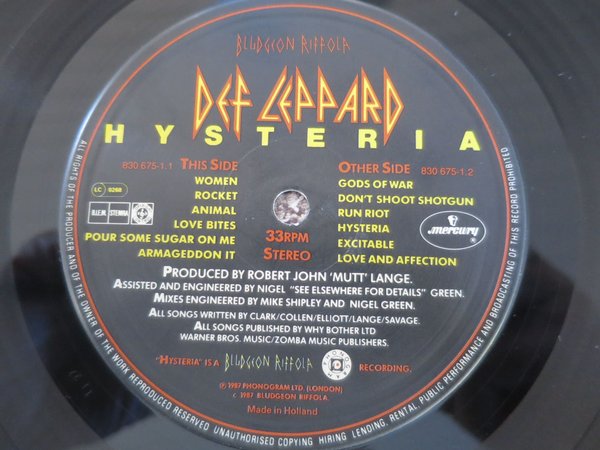 BLUDGEON RIFFOLA
DEF LEPPARD
HYSTERIA
830 675-1.1 THIS SIDE
WOMEN
ROCKET
ANIMAL
LOVE BITES
POUR SOME SUGAR ON ME
ARMAGEDDON IT
OTHER SIDE 830 675-1.2
GODS OF WAR
DON'T SHOOT SHOTGUN
RUN RIOT
HYSTERIA
EXCITABLE
LOVE AND AFFECTION
LC 0268
B.I.E.M. STEMRA
33RPM
STEREO
mercury
PRODUCED BY ROBERT JOHN 'MUTT' LANGE.
ASSISTED AND ENGINEERED BY NIGEL "SEE ELSEWHERE FOR DETAILS" GREEN.
MIXES ENGINEERED BY MIKE SHIPLEY AND NIGEL GREEN.
ALL SONGS WRITTEN BY CLARK/COLLEN/ELLIOTT/LANGE/SAVAGE.
ALL SONGS PUBLISHED BY WHY BOTHER LTD
WARNER BROS. MUSIC/ZOMBA MUSIC PUBLISHERS.
"HYSTERIA" IS A BLUDGEON RIFFOLA RECORDING.
℗ 1987 PHONOGRAM LTD. (LONDON)
c 1987 BLUDGEON RIFFOLA.
Made in Holland
ALL RIGHTS OF THE PRODUCER AND OF THE OWNER OF THE WORK REPRODUCED RESERVED UNAUTHORISED COPYING HIRING LENDING, RENTAL PUBLIC PERFORMANCE AND BROADCASTING OF THIS RECORD PROHIBITED